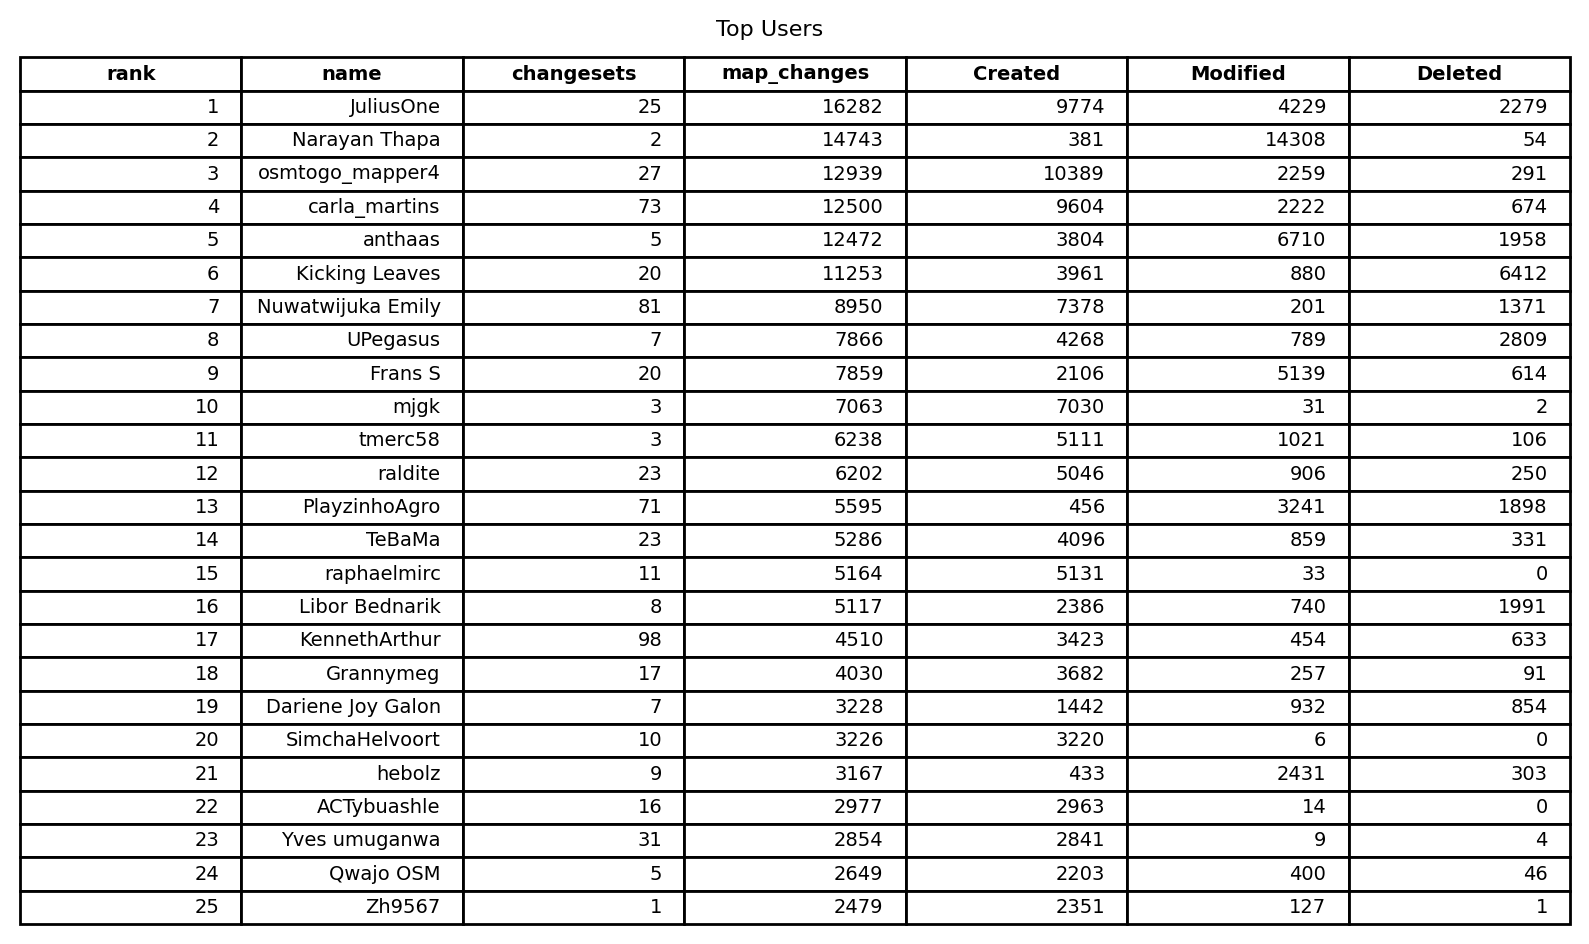 Top Users
rank name changesets map_changes Created Modified Deleted
1 JuliusOne 25 16282 9774 4229 2279
2 Narayan Thapa 2 14743 381 14308 54
3 osmtogo_mapper4 27 12939 10389 2259 291
4 carla_martins 73 12500 9604 2222 674
5 anthaas 5 12472 3804 6710 1958
6 Kicking Leaves 20 11253 3961 880 6412
7 Nuwatwijuka Emily 81 8950 7378 201 1371
8 UPegasus 7 7866 4268 789 2809
9 Frans S 20 7859 2106 5139 614
10 mjgk 3 7063 7030 31 2
11 tmerc58 3 6238 5111 1021 106
12 raldite 23 6202 5046 906 250
13 PlayzinhoAgro 71 5595 456 3241 1898
14 TeBaMa 23 5286 4096 859 331
15 raphaelmirc 11 5164 5131 33 0
16 Libor Bednarik 8 5117 2386 740 1991
17 KennethArthur 98 4510 3423 454 633
18 Grannymeg 17 4030 3682 257 91
19 Dariene Joy Galon 7 3228 1442 932 854
20 SimchaHelvoort 10 3226 3220 6 0
21 hebolz 9 3167 433 2431 303
22 ACTybuashle 16 2977 2963 14 0
23 Yves umuganwa 31 2854 2841 9 4
24 Qwajo OSM 5 2649 2203 400 46
25 Zh9567 1 2479 2351 127 1